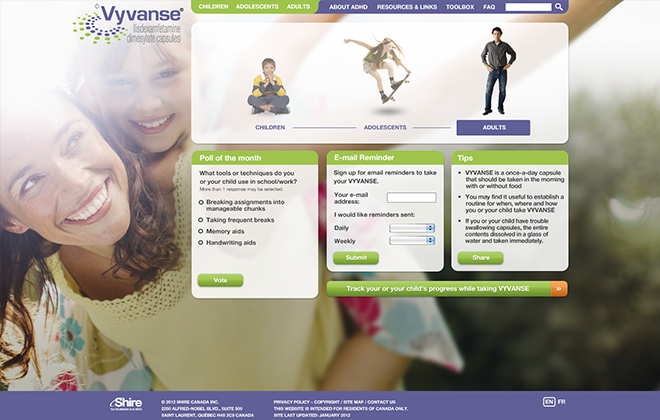 Vyvanse®
(lisdexamfetamine
dimesylate capsules)
CHILDREN ADOLESCENTS ADULTS
ABOUT ADHD RESOURCES & LINKS TOOLBOX FAQ
CHILDREN
ADOLESCENTS
ADULTS
Poll of the month
What tools or techniques do you
or your child use in school/work?
More than 1 response may be selected.
Breaking assignments into
manageable chunks
Taking frequent breaks
Memory aids
Handwriting aids
Vote
E-mail Reminder
Sign up for email reminders to take
your VYVANSE.
Your e-mail
address:
I would like reminders sent:
Daily
Weekly
Submit
Tips
• VYVANSE is a once-a-day capsule
that should be taken in the morning
with or without food
• You may find it useful to establish a
routine for when, where and how
you or your child take VYVANSE
• If you or your child have trouble
swallowing capsules, the entire
contents dissolved in a glass of
water and taken immediately.
Share
Track your or your child's progress while taking VYVANSE »
Shire
© 2012 SHIRE CANADA INC.
2250 ALFRED-NOBEL BLVD., SUITE 500
SAINT LAURENT, QUÉBEC H4S 2C9 CANADA
PRIVACY POLICY – COPYRIGHT / SITE MAP / CONTACT US
THIS WEBSITE IS INTENDED FOR RESIDENTS OF CANADA ONLY.
SITE LAST UPDATED: JANUARY 2012
EN FR